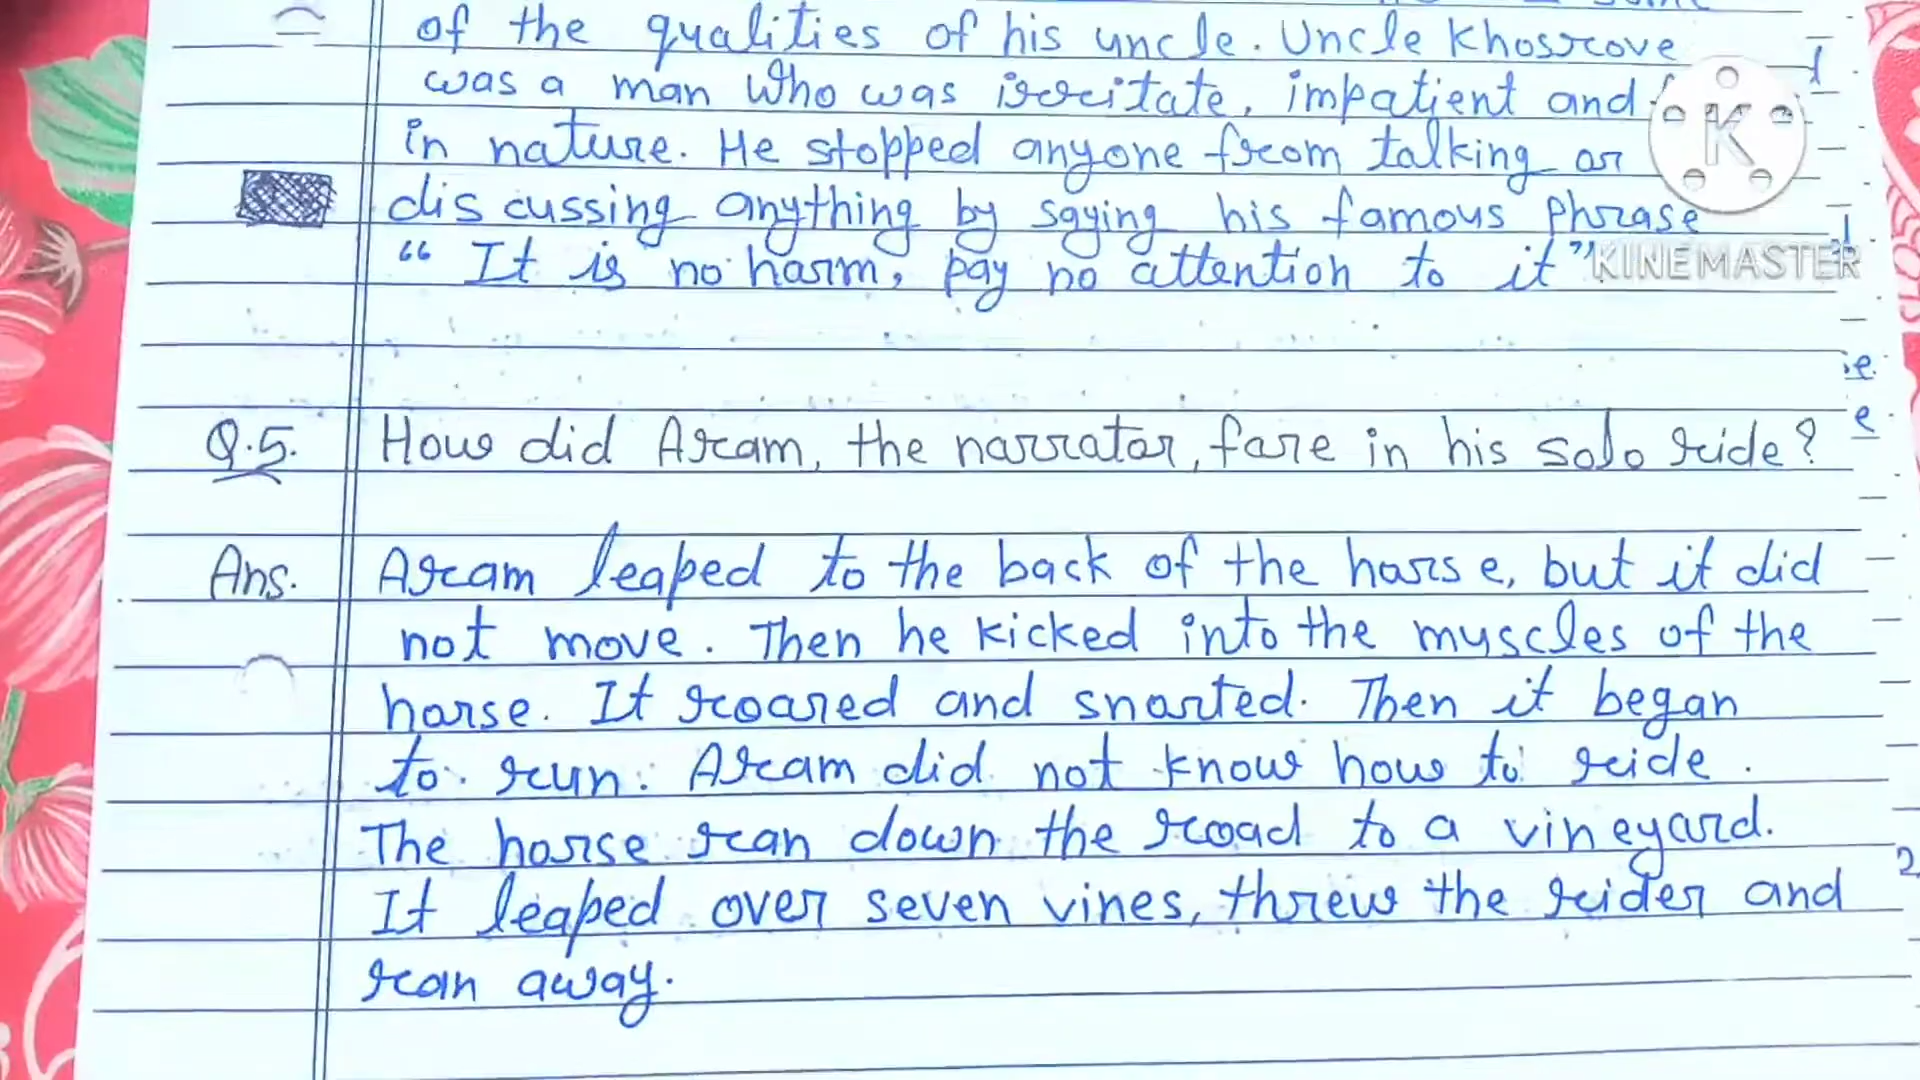 of the qualities of his uncle. Uncle Khosrove
was a man who was irritate, impatient and
in nature. He stopped anyone from talking or
discussing anything by saying his famous phrase
“ It is no harm, pay no attention to it ”
KINEMASTER
Q.5. How did Aram, the narrator, fare in his solo ride?
Ans. Aram leaped to the back of the horse, but it did
not move. Then he kicked into the muscles of the
horse. It roared and snorted. Then it began
to run. Aram did not know how to ride.
The horse ran down the road to a vineyard.
It leaped over seven vines, threw the rider and
ran away.